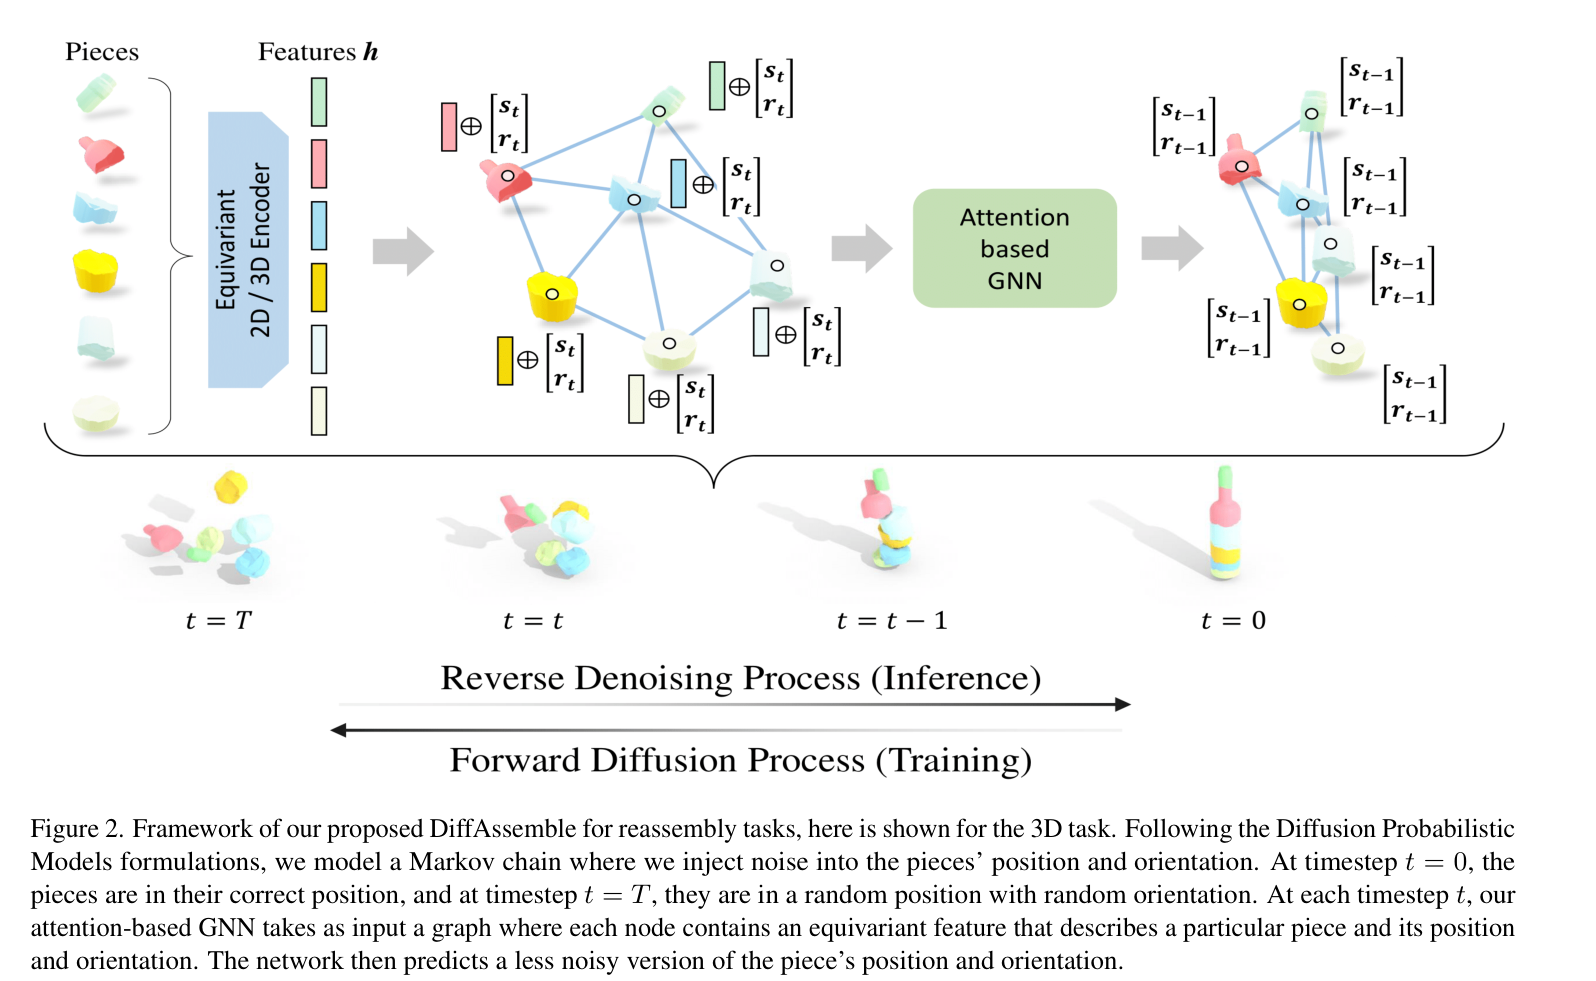 Pieces
Features h
Equivariant
2D / 3D Encoder
⊕ [s_t
r_t]
⊕ [s_t
r_t]
⊕ [s_t
r_t]
⊕ [s_t
r_t]
⊕ [s_t
r_t]
⊕ [s_t
r_t]
Attention
based
GNN
[s_{t−1}
r_{t−1}]
[s_{t−1}
r_{t−1}]
[s_{t−1}
r_{t−1}]
[s_{t−1}
r_{t−1}]
[s_{t−1}
r_{t−1}]
[s_{t−1}
r_{t−1}]
t = T
t = t
t = t − 1
t = 0
Reverse Denoising Process (Inference)
Forward Diffusion Process (Training)
Figure 2. Framework of our proposed DiffAssemble for reassembly tasks, here is shown for the 3D task. Following the Diffusion Probabilistic
Models formulations, we model a Markov chain where we inject noise into the pieces’ position and orientation. At timestep t = 0, the
pieces are in their correct position, and at timestep t = T, they are in a random position with random orientation. At each timestep t, our
attention-based GNN takes as input a graph where each node contains an equivariant feature that describes a particular piece and its position
and orientation. The network then predicts a less noisy version of the piece’s position and orientation.